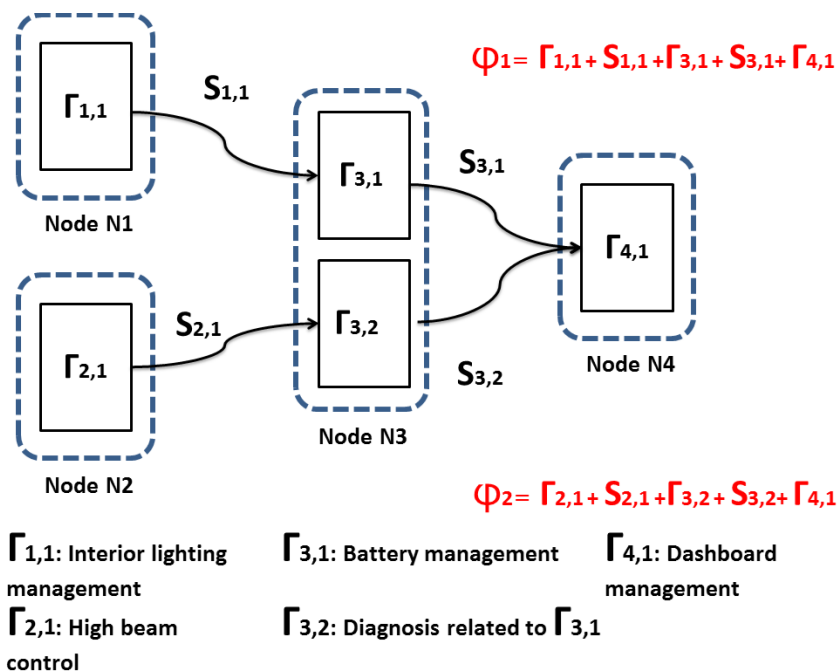 φ1= Γ1,1+ S1,1+Γ3,1+ S3,1+ Γ4,1
S1,1
Γ1,1
Γ3,1
S3,1
Node N1
Γ4,1
S2,1
Γ3,2
Γ2,1
S3,2
Node N4
Node N3
Node N2
φ2= Γ2,1+ S2,1+Γ3,2+ S3,2+ Γ4,1
Γ1,1: Interior lighting
management
Γ3,1: Battery management
Γ4,1: Dashboard
management
Γ2,1: High beam
control
Γ3,2: Diagnosis related to Γ3,1